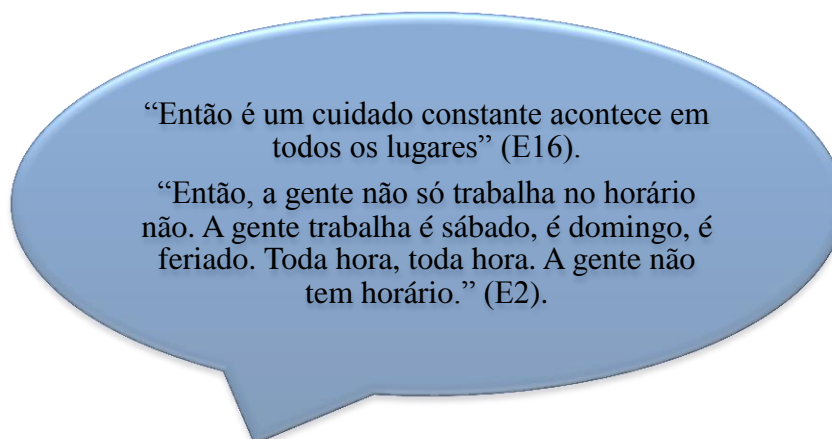 “Então é um cuidado constante acontece em
todos os lugares” (E16).
“Então, a gente não só trabalha no horário
não. A gente trabalha é sábado, é domingo, é
feriado. Toda hora, toda hora. A gente não
tem horário.” (E2).